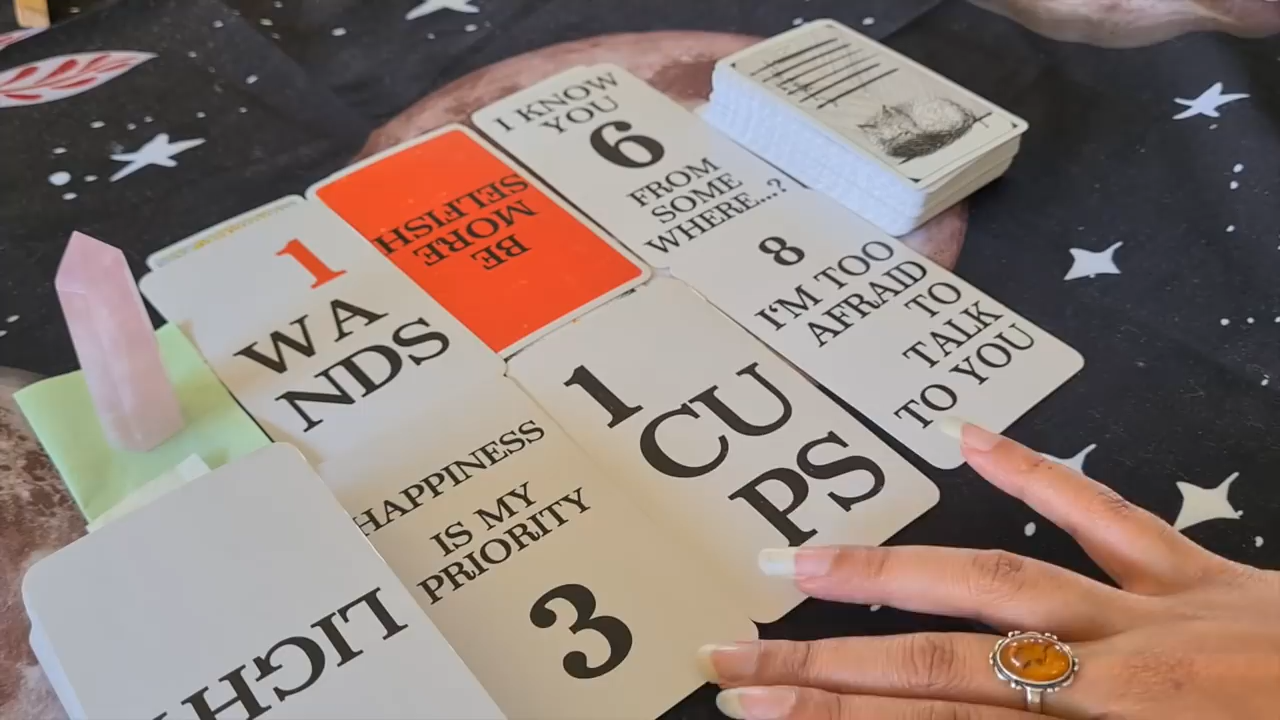 I KNOW
YOU
6
FROM
SOME
WHERE...?
8
I'M TOO
AFRAID
TO
TALK
TO YOU
BE
MORE
SELFISH
1
WA
NDS
1
CU
PS
HAPPINESS
IS MY
PRIORITY
3
LIGHT